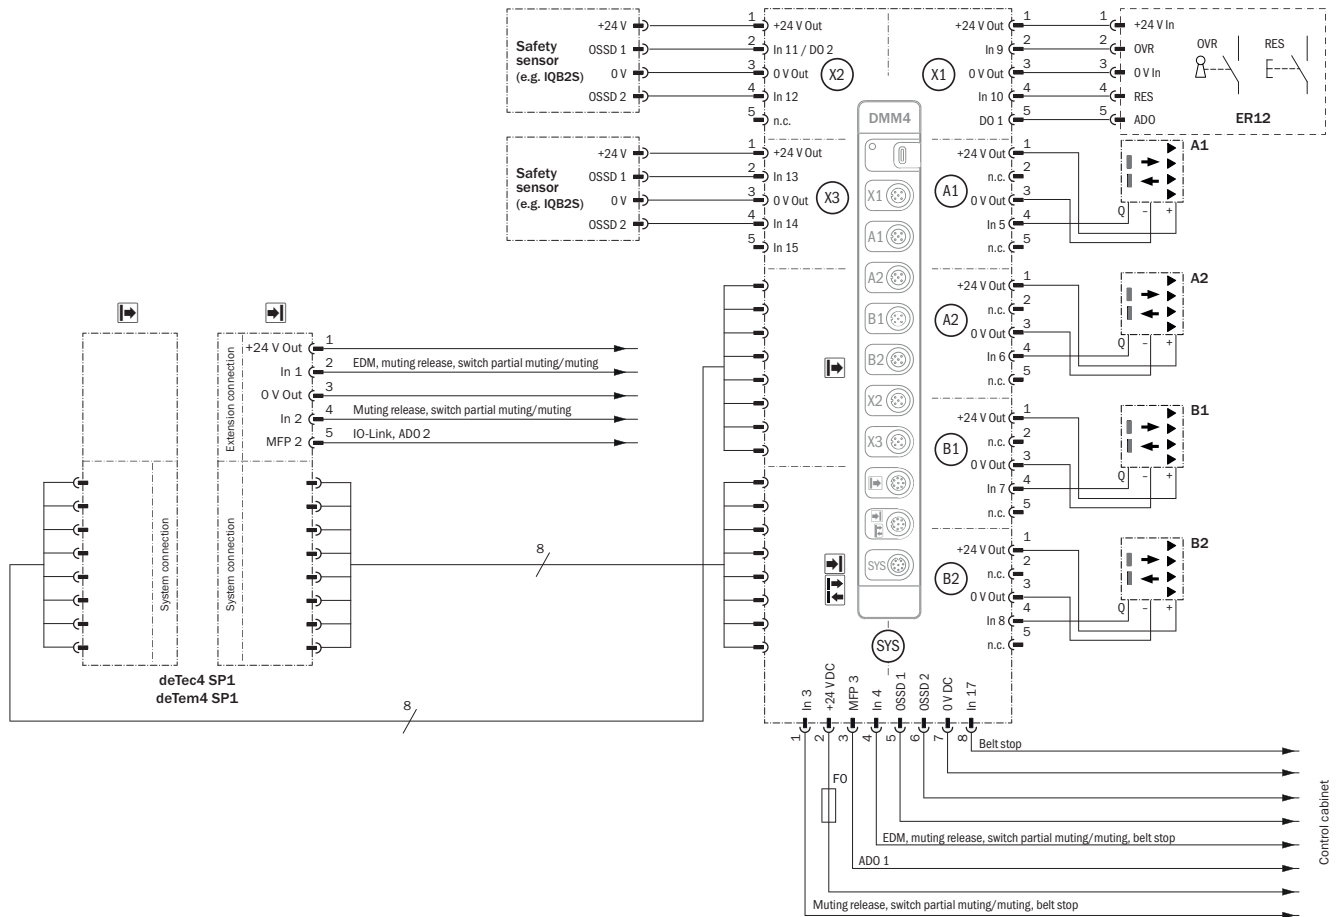 Safety
sensor
(e.g. IQB2S)
+24 V
OSSD 1
0 V
OSSD 2
1 +24 V Out
2 In 11 / DO 2
3 0 V Out
4 In 12
5 n.c.
X2
X1
+24 V Out 1
In 9 2
0 V Out 3
In 10 4
DO 1 5
1 +24 V In
2 OVR
3 0 V In
4 RES
5 ADO
OVR RES
ER12
Safety
sensor
(e.g. IQB2S)
+24 V
OSSD 1
0 V
OSSD 2
1 +24 V Out
2 In 13
3 0 V Out
4 In 14
5 In 15
X3
DMM4
X1
A1
A2
B1
B2
X2
X3
SYS
A1
+24 V Out 1
n.c. 2
0 V Out 3
In 5 4
n.c. 5
Q – +
A1
A2
+24 V Out 1
n.c. 2
0 V Out 3
In 6 4
n.c. 5
Q – +
A2
B1
+24 V Out 1
n.c. 2
0 V Out 3
In 7 4
n.c. 5
Q – +
B1
B2
+24 V Out 1
n.c. 2
0 V Out 3
In 8 4
n.c. 5
Q – +
B2
Extension connection
+24 V Out 1
In 1 2 EDM, muting release, switch partial muting/muting
0 V Out 3
In 2 4 Muting release, switch partial muting/muting
MFP 2 5 IO-Link, ADO 2
System connection
System connection
deTec4 SP1
deTem4 SP1
8
8
SYS
In 3
+24 V DC
MFP 3
In 4
OSSD 1
OSSD 2
0 V DC
In 17
1 2 3 4 5 6 7 8
F0
Belt stop
EDM, muting release, switch partial muting/muting, belt stop
ADO 1
Muting release, switch partial muting/muting, belt stop
Control cabinet